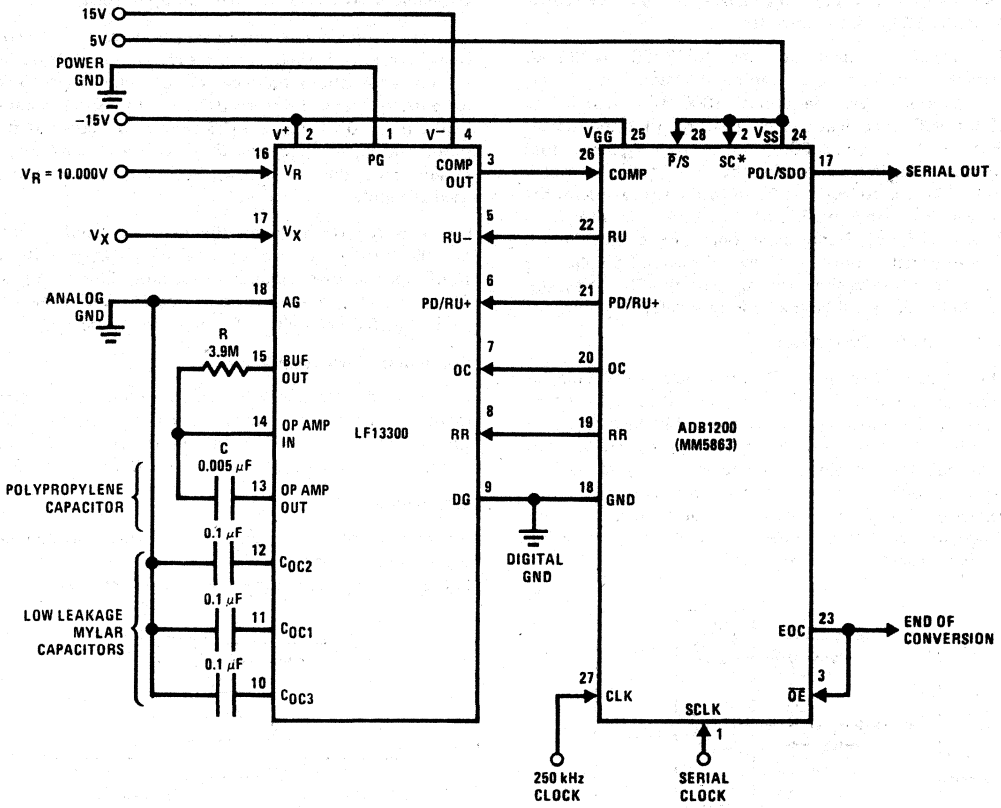 15V
5V
POWER
GND
−15V
V+ 2
1
V− 4
VGG 25
28
2 VSS 24
PG
P̅/S
SC*
16
VR = 10.000V
VR
COMP
OUT
3
26
COMP
POL/SDO
17
SERIAL OUT
17
VX
VX
RU−
5
22
RU
ANALOG
GND
18
AG
PD/RU+
6
21
PD/RU+
R
3.9M
15
BUF
OUT
OC
7
20
OC
14
OP AMP
IN
LF13300
RR
8
19
RR
ADB1200
(MM5863)
C
0.005 μF
POLYPROPYLENE
CAPACITOR
13
OP AMP
OUT
DG
9
18
GND
DIGITAL
GND
0.1 μF
12
COC2
LOW LEAKAGE
MYLAR
CAPACITORS
0.1 μF
11
COC1
0.1 μF
10
COC3
EOC
23
END OF
CONVERSION
3
O̅E̅
27
CLK
SCLK
1
250 kHz
CLOCK
SERIAL
CLOCK